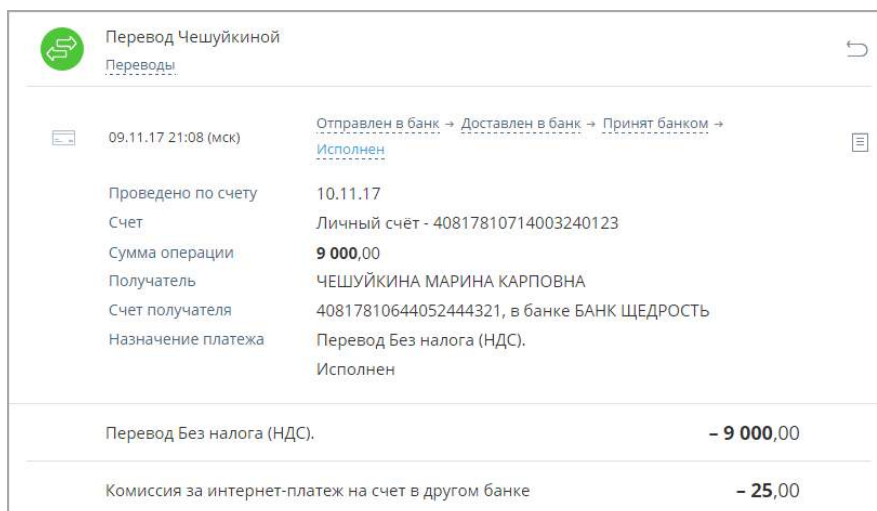 Перевод Чешуйкиной
Переводы
09.11.17 21:08 (мск)
Отправлен в банк → Доставлен в банк → Принят банком →
Исполнен
Проведено по счету 10.11.17
Счет Личный счёт - 40817810714003240123
Сумма операции 9 000,00
Получатель ЧЕШУЙКИНА МАРИНА КАРПОВНА
Счет получателя 40817810644052444321, в банке БАНК ЩЕДРОСТЬ
Назначение платежа Перевод Без налога (НДС).
Исполнен
Перевод Без налога (НДС). – 9 000,00
Комиссия за интернет-платеж на счет в другом банке – 25,00